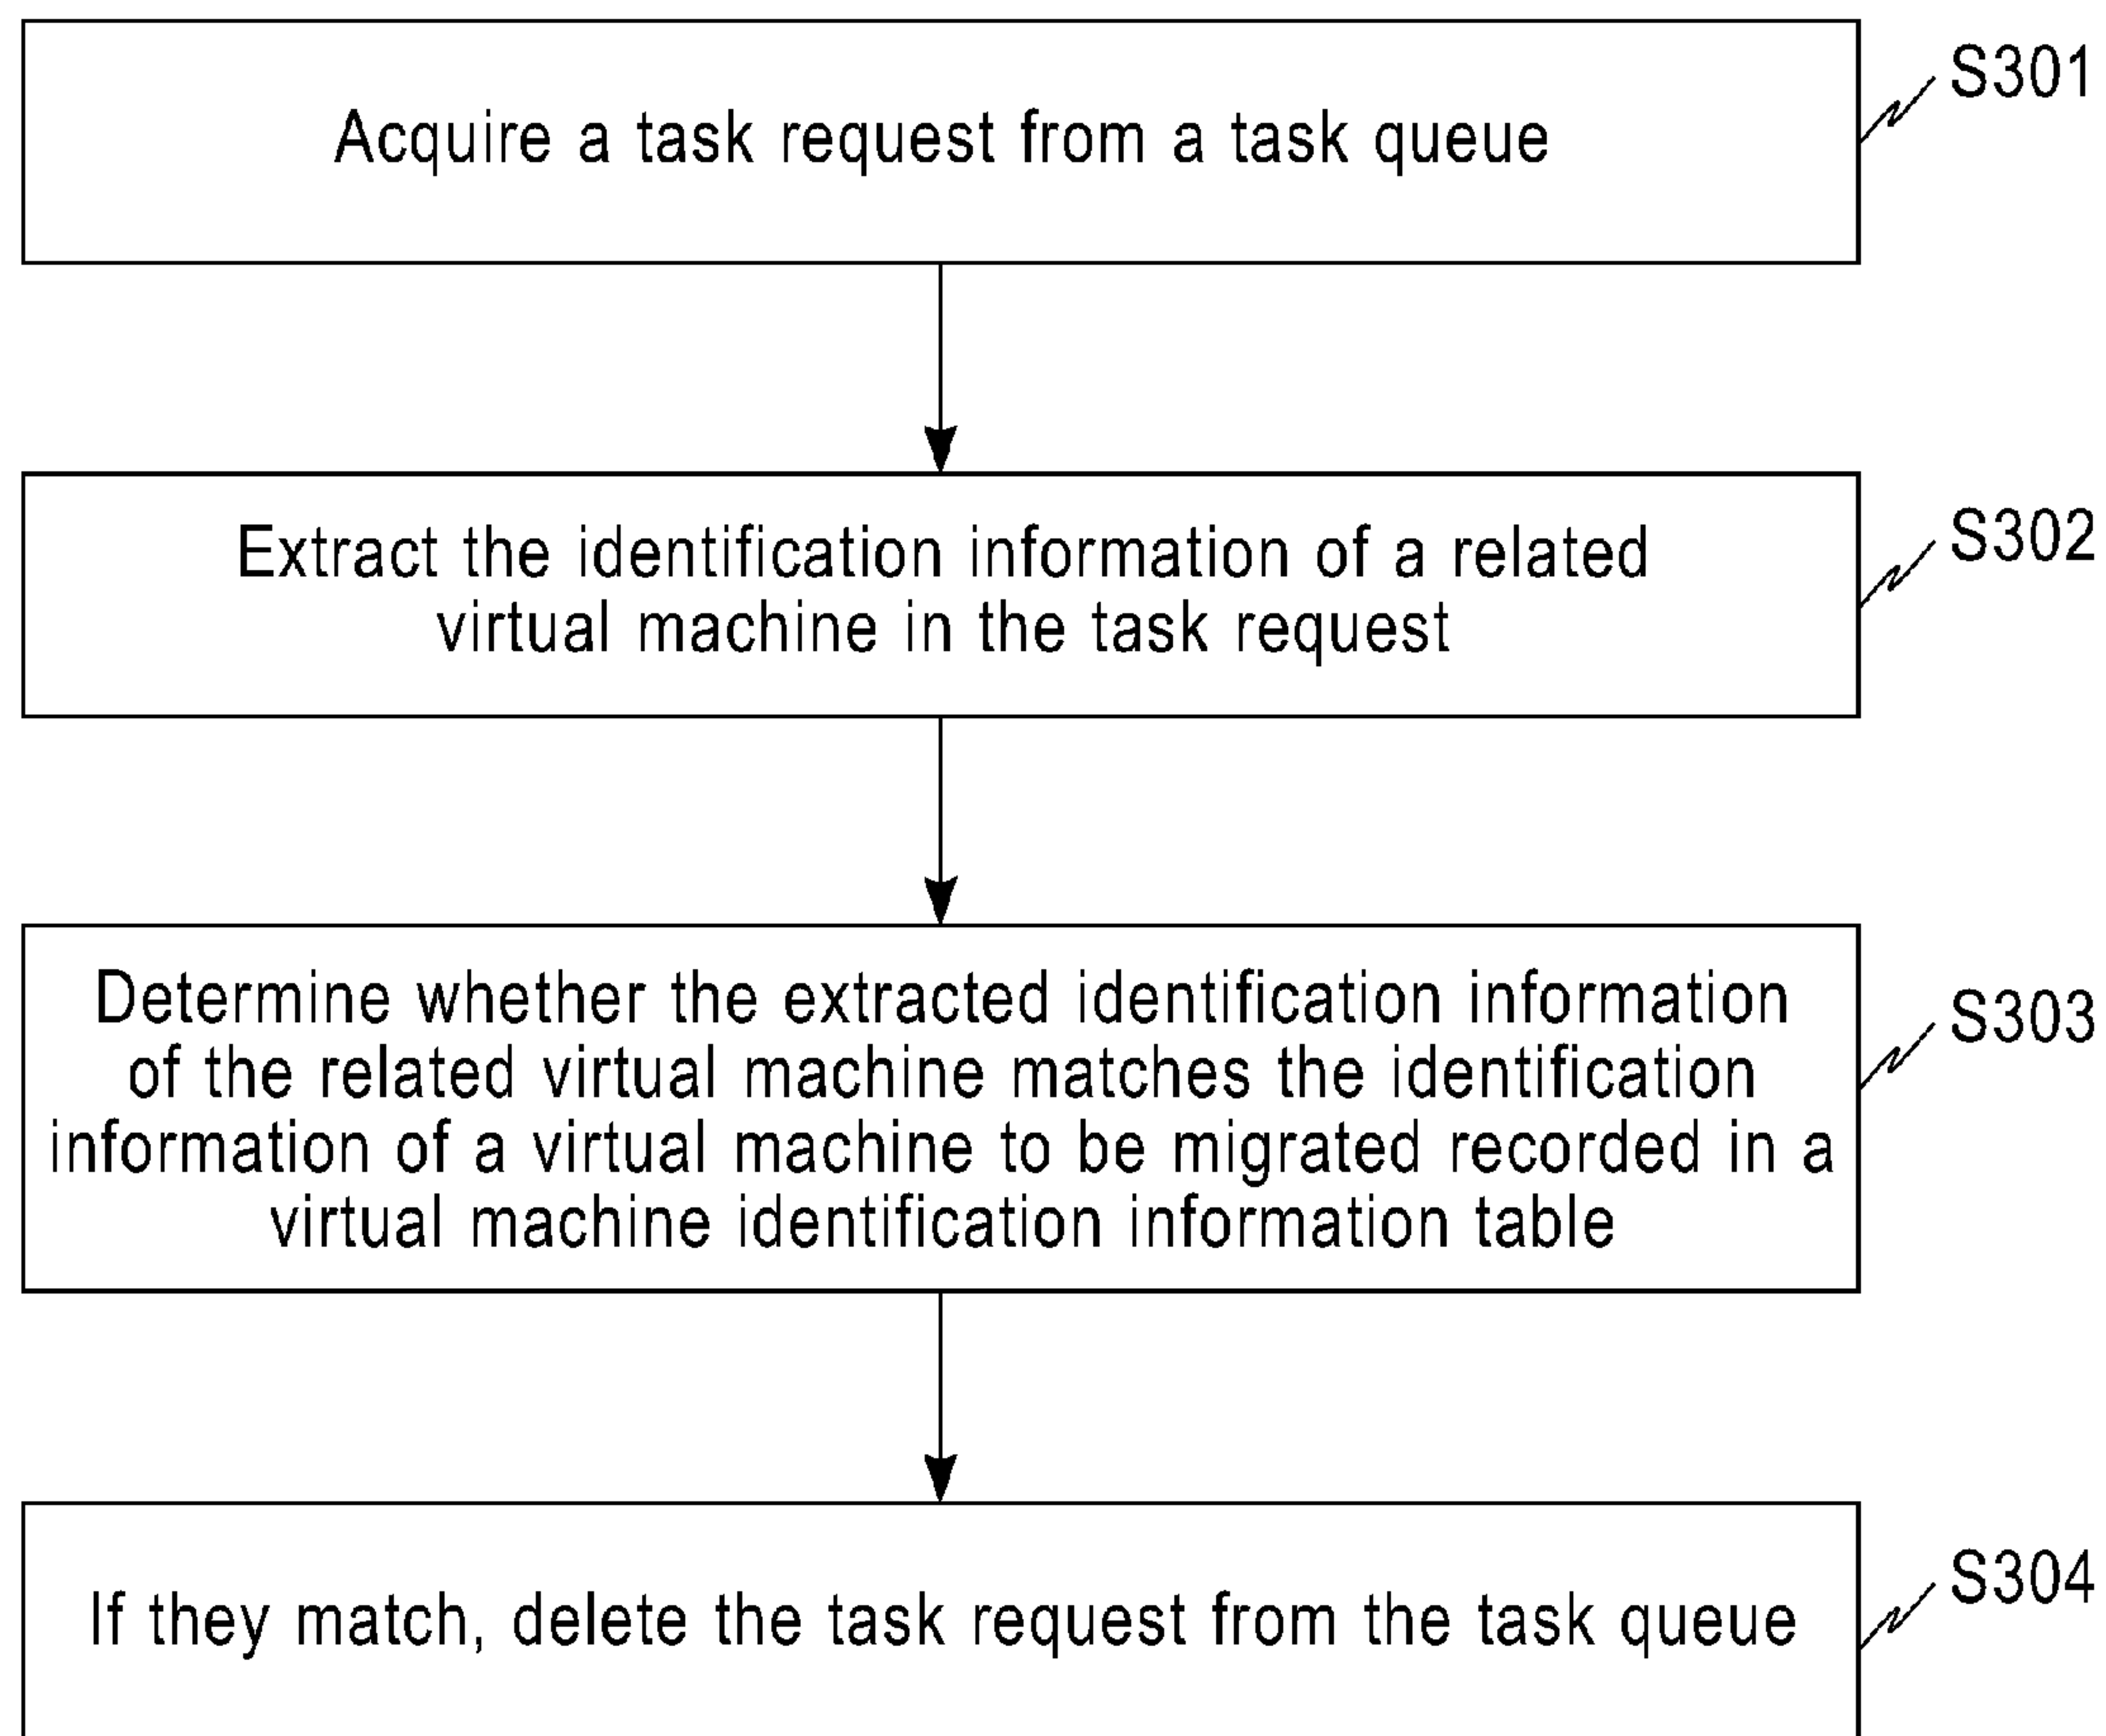 Acquire a task request from a task queue
S301
Extract the identification information of a related
virtual machine in the task request
S302
Determine whether the extracted identification information
of the related virtual machine matches the identification
information of a virtual machine to be migrated recorded in a
virtual machine identification information table
S303
If they match, delete the task request from the task queue
S304